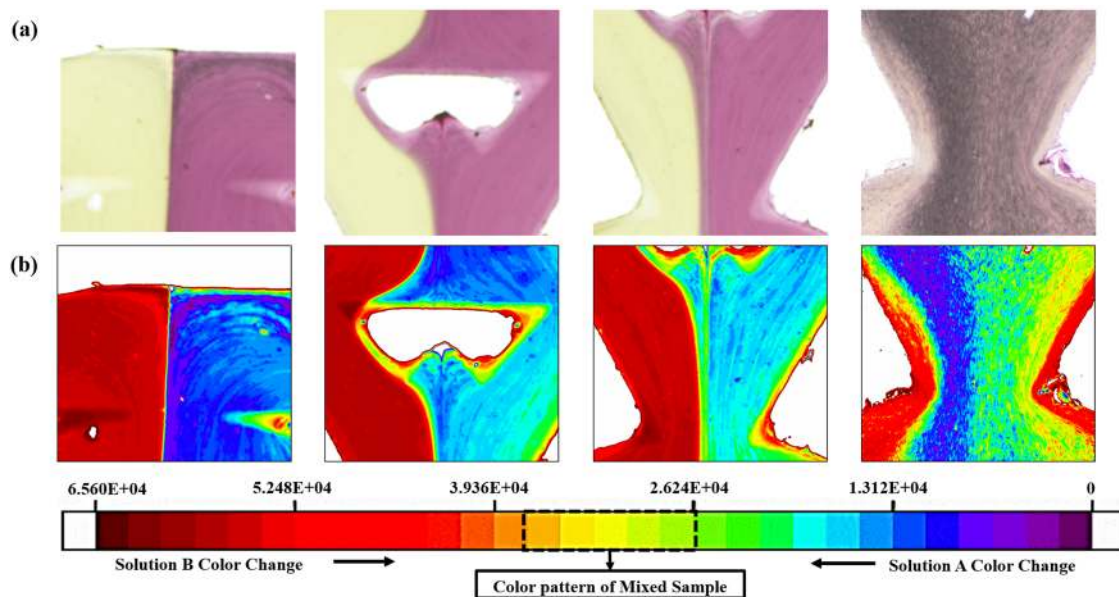 (a)
(b)
6.560E+04 5.248E+04 3.936E+04 2.624E+04 1.312E+04 0
Solution B Color Change Solution A Color Change
Color pattern of Mixed Sample